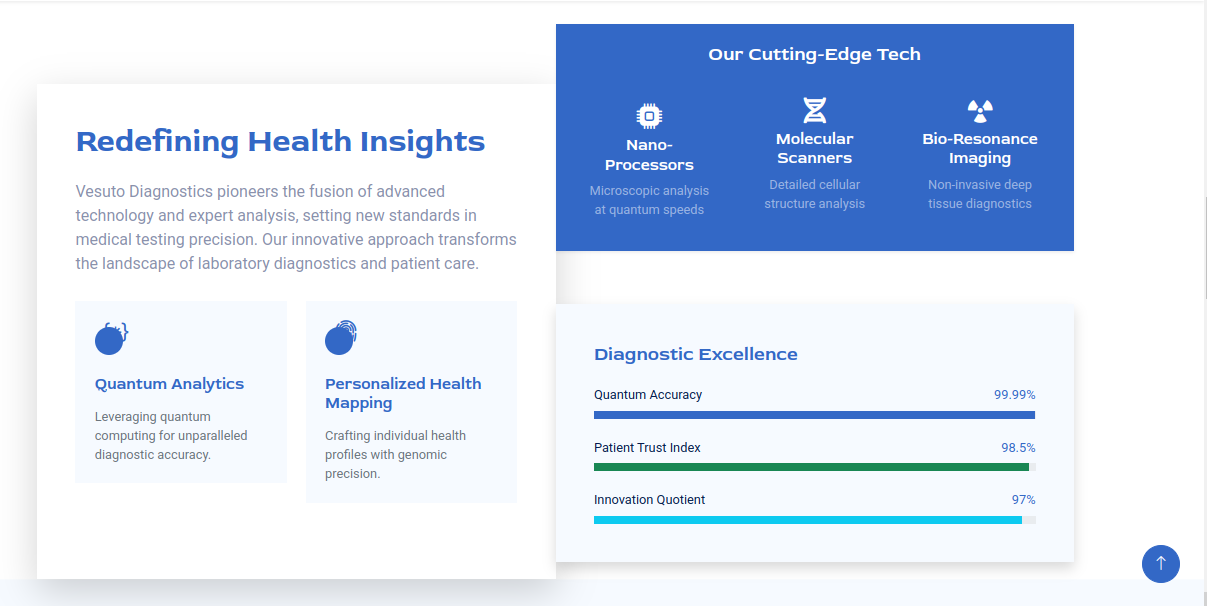 Redefining Health Insights
Vesuto Diagnostics pioneers the fusion of advanced
technology and expert analysis, setting new standards in
medical testing precision. Our innovative approach transforms
the landscape of laboratory diagnostics and patient care.
Quantum Analytics
Leveraging quantum
computing for unparalleled
diagnostic accuracy.
Personalized Health
Mapping
Crafting individual health
profiles with genomic
precision.
Our Cutting-Edge Tech
Nano-
Processors
Microscopic analysis
at quantum speeds
Molecular
Scanners
Detailed cellular
structure analysis
Bio-Resonance
Imaging
Non-invasive deep
tissue diagnostics
Diagnostic Excellence
Quantum Accuracy 99.99%
Patient Trust Index 98.5%
Innovation Quotient 97%